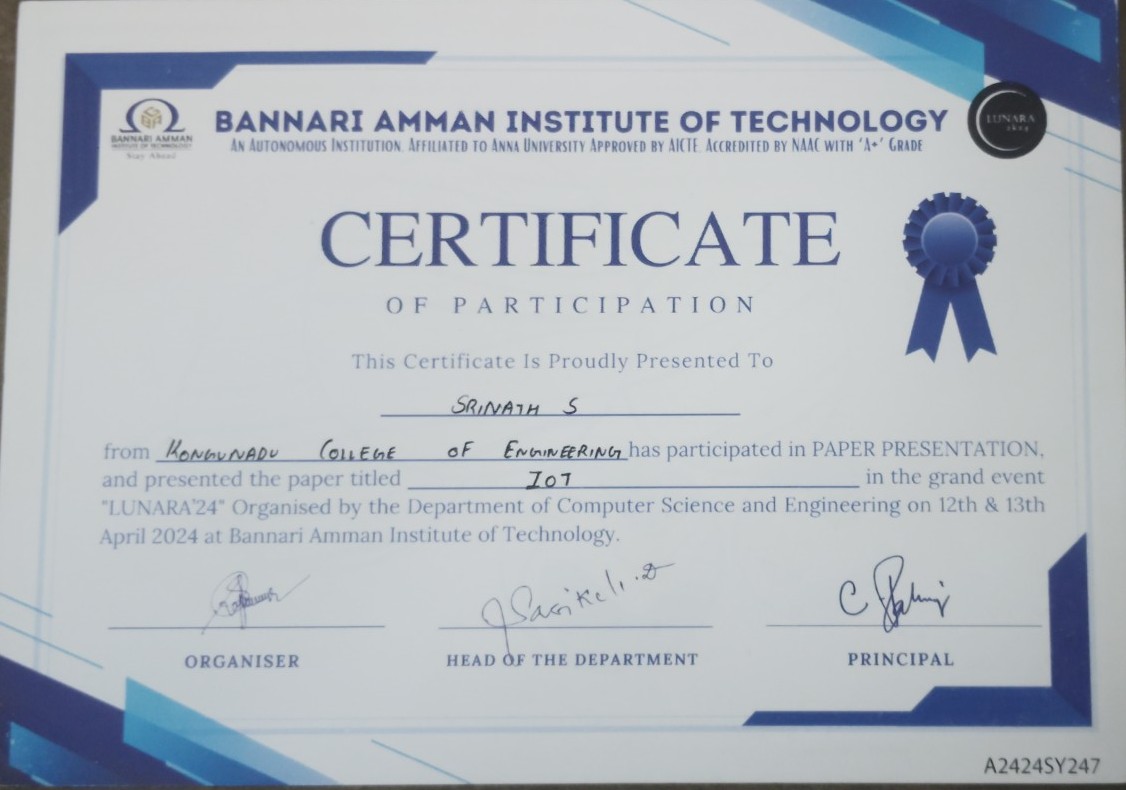 BANNARI AMMAN
INSTITUTE OF TECHNOLOGY
Stay Ahead
BANNARI AMMAN INSTITUTE OF TECHNOLOGY
AN AUTONOMOUS INSTITUTION. AFFILIATED TO ANNA UNIVERSITY APPROVED BY AICTE. ACCREDITED BY NAAC WITH 'A+' GRADE
LUNARA
2k24
CERTIFICATE
OF PARTICIPATION
This Certificate Is Proudly Presented To
SRINATH S
from KONGUNADU COLLEGE OF ENGINEERING has participated in PAPER PRESENTATION,
and presented the paper titled IOT in the grand event
"LUNARA'24" Organised by the Department of Computer Science and Engineering on 12th & 13th
April 2024 at Bannari Amman Institute of Technology.
ORGANISER
HEAD OF THE DEPARTMENT
PRINCIPAL
A2424SY247